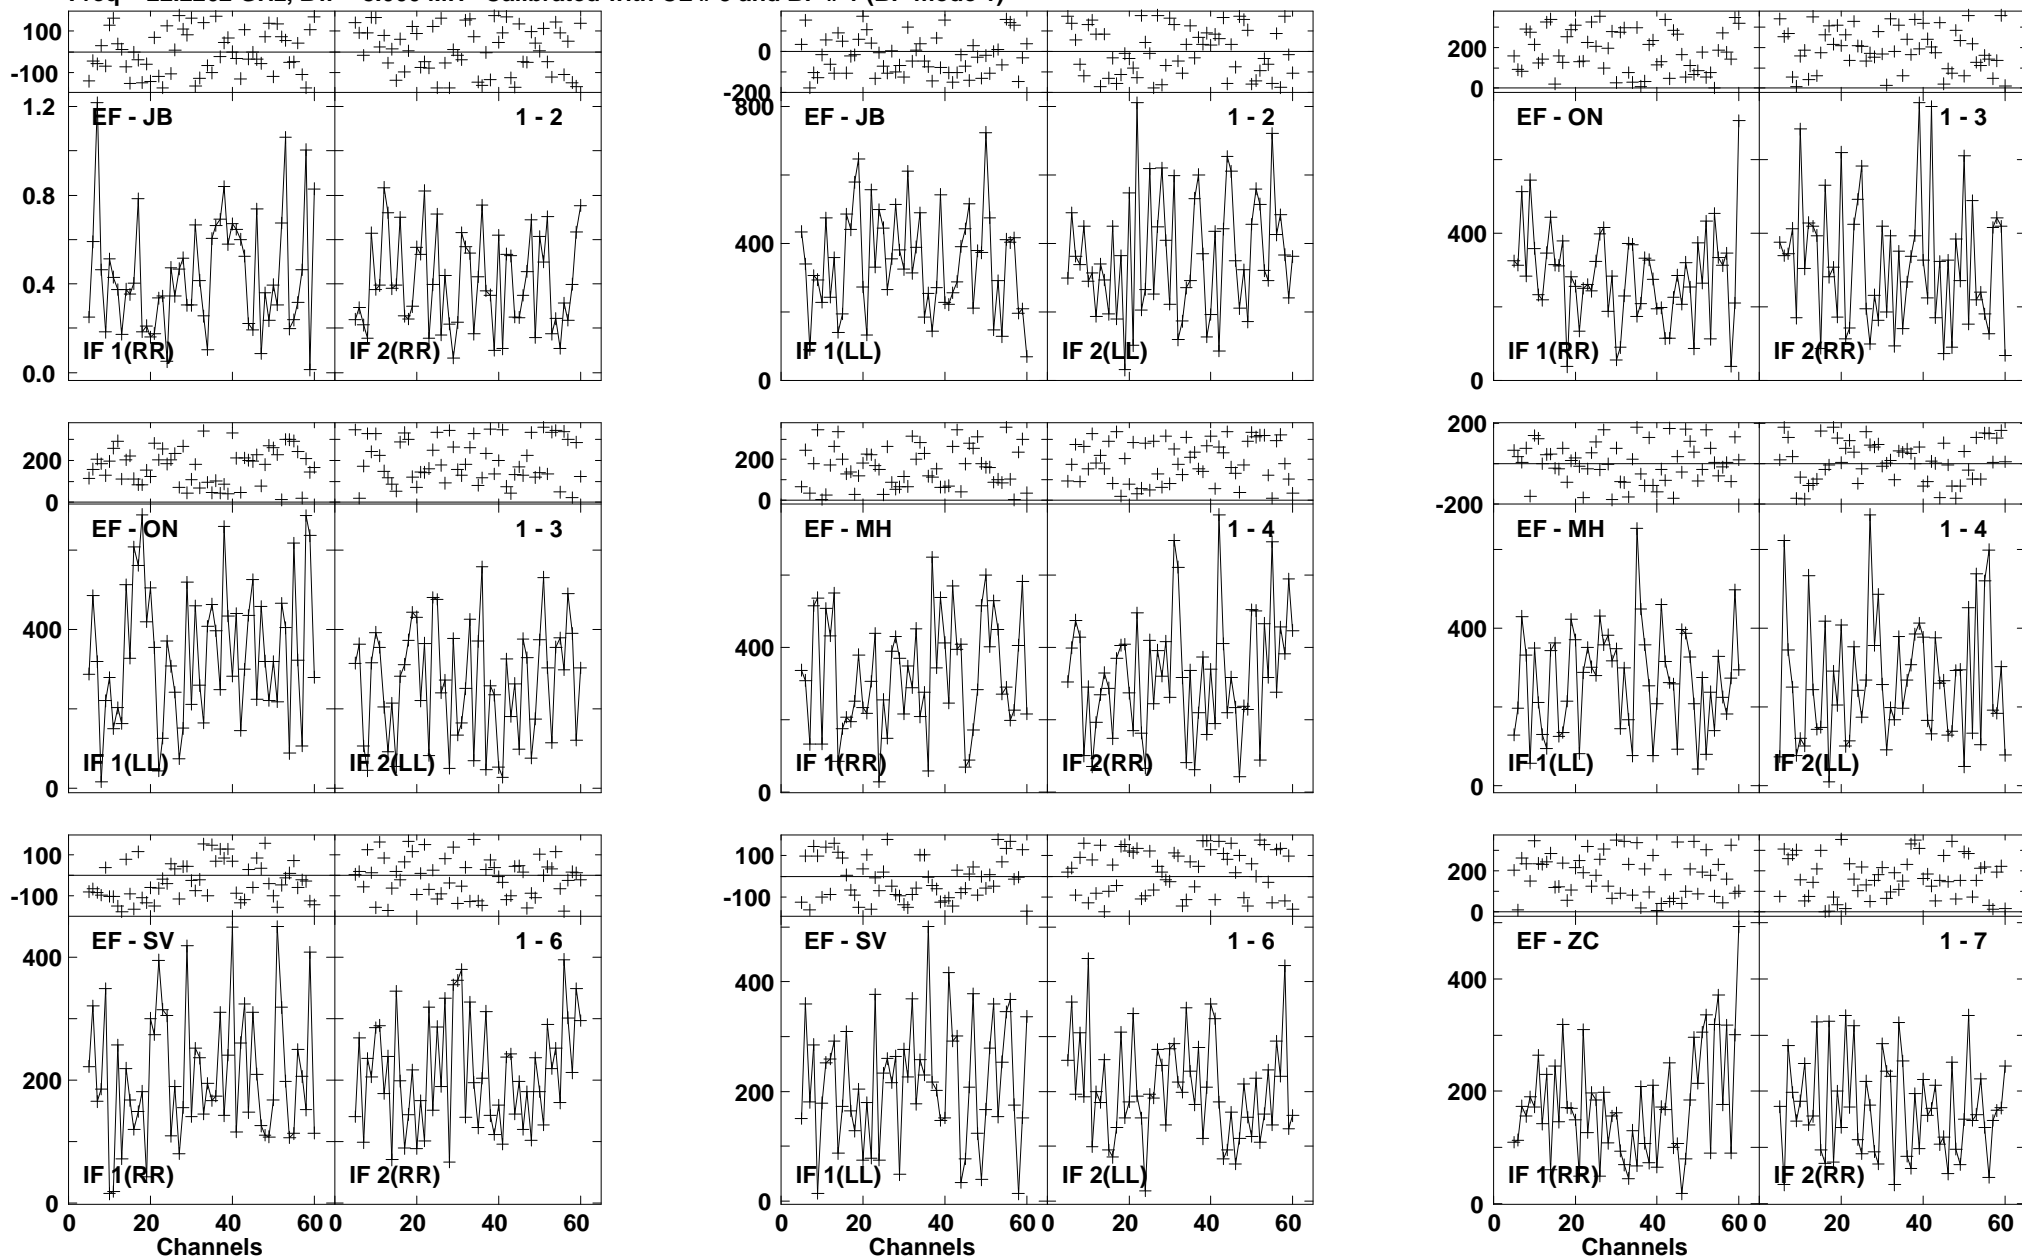 100
-100
1.2
0.8
0.4
0.0
EF - JB
1 - 2
IF 1(RR)
IF 2(RR)
0
-200
800
400
0
EF - JB
1 - 2
IF 1(LL)
IF 2(LL)
200
0
400
0
EF - ON
1 - 3
IF 1(RR)
IF 2(RR)
200
0
400
0
EF - ON
1 - 3
IF 1(LL)
IF 2(LL)
200
0
400
0
EF - MH
1 - 4
IF 1(RR)
IF 2(RR)
200
-200
400
0
EF - MH
1 - 4
IF 1(LL)
IF 2(LL)
100
-100
400
200
0
EF - SV
1 - 6
IF 1(RR)
IF 2(RR)
0 20 40 60 0 20 40 60
Channels
100
-100
400
200
0
EF - SV
1 - 6
IF 1(LL)
IF 2(LL)
0 20 40 60 0 20 40 60
Channels
200
0
400
200
0
EF - ZC
1 - 7
IF 1(RR)
IF 2(RR)
0 20 40 60 0 20 40 60
Channels